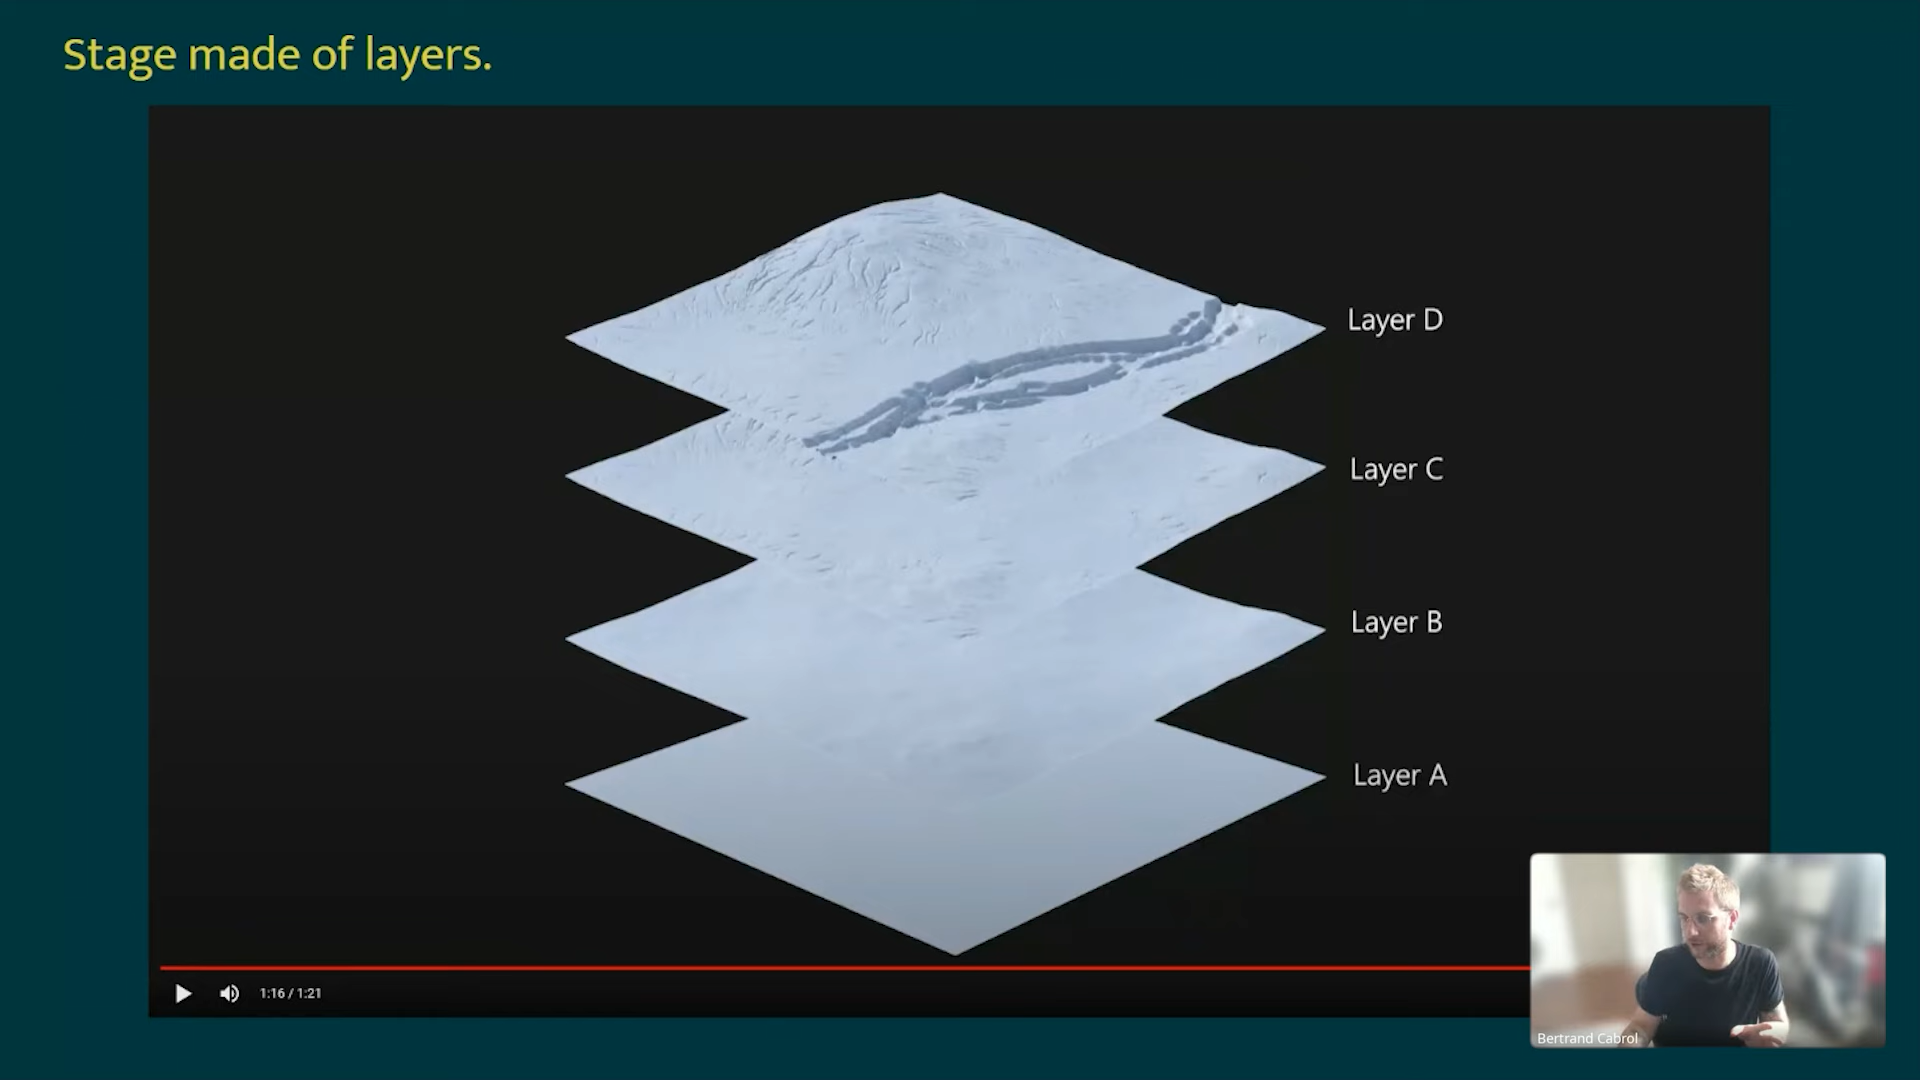 Stage made of layers.
Layer D
Layer C
Layer B
Layer A
1:16 / 1:21
Bertrand Cabrol